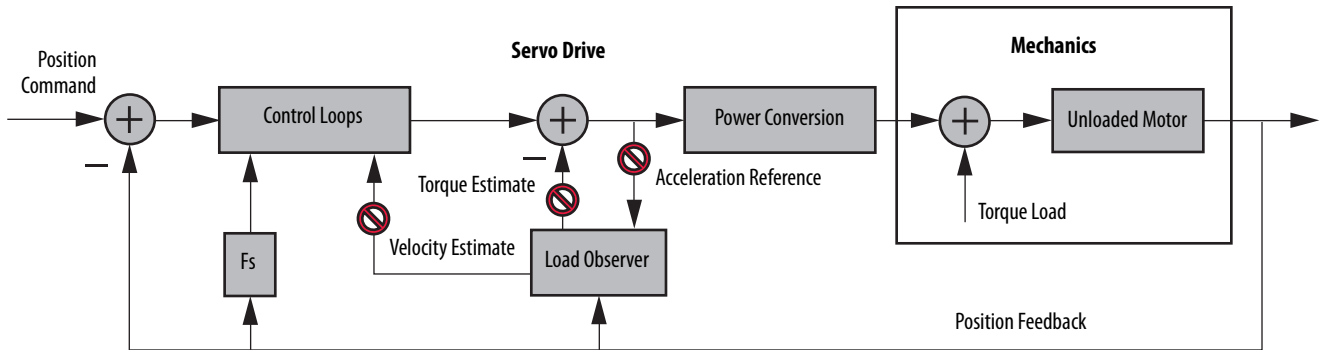 Servo Drive
Mechanics
Position
Command
Control Loops
Power Conversion
Unloaded Motor
Torque Estimate
Acceleration Reference
Torque Load
Velocity Estimate
Fs
Load Observer
Position Feedback